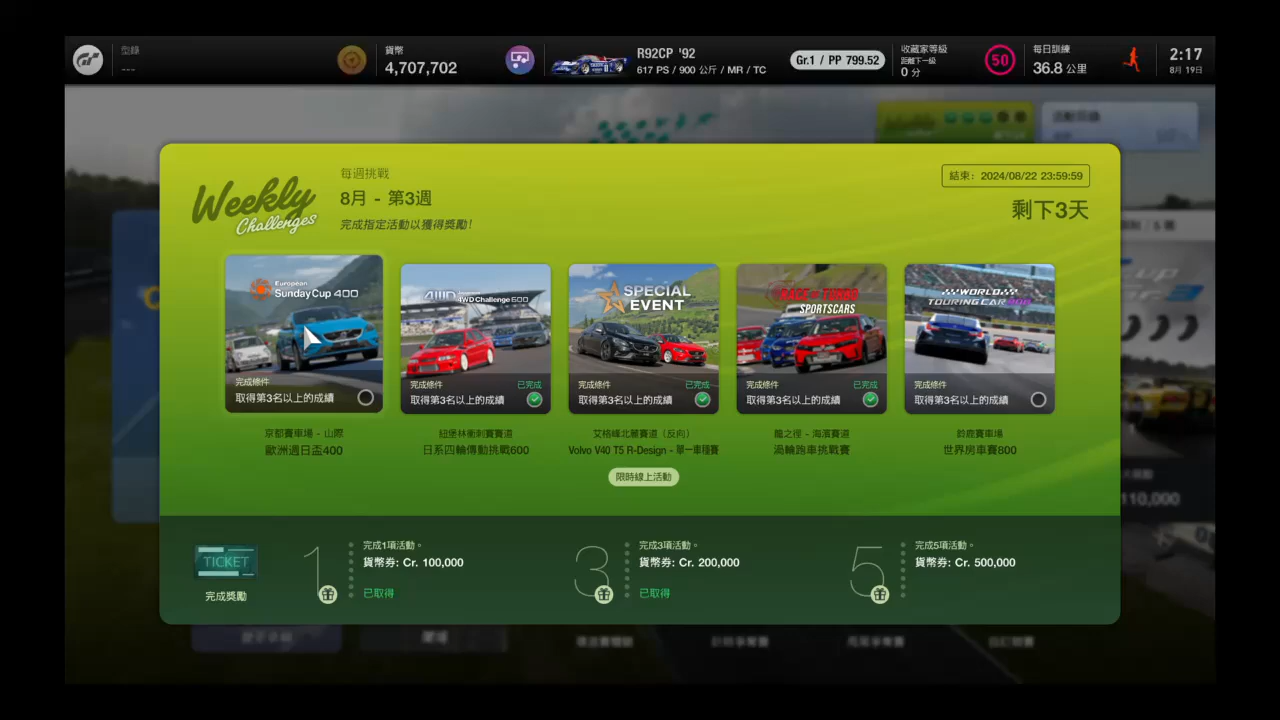 型錄
---
貨幣
4,707,702
R92CP '92
617 PS / 900 公斤 / MR / TC
Gr.1 / PP 799.52
收藏家等級
距離下一級
0 分
50
每日訓練
36.8 公里
2:17
8月 19日
Weekly
Challenges
每週挑戰
8月 - 第3週
完成指定活動以獲得獎勵！
結束： 2024/08/22 23:59:59
剩下3天
European
SundayCup 400
完成條件
取得第3名以上的成績
4WD Challenge 600
完成條件
已完成
取得第3名以上的成績
SPECIAL
EVENT
完成條件
已完成
取得第3名以上的成績
RACE OF TURBO
SPORTSCARS
完成條件
已完成
取得第3名以上的成績
WORLD
TOURING CAR 800
完成條件
取得第3名以上的成績
京都賽車場 - 山際
歐洲週日盃400
紐堡林衝刺賽賽道
日系四輪傳動挑戰600
艾格峰北麓賽道（反向）
Volvo V40 T5 R-Design - 單一車種賽
限時線上活動
龍之徑 - 海濱賽道
渦輪跑車挑戰賽
鈴鹿賽車場
世界房車賽800
TICKET
完成獎勵
1
完成1項活動。
貨幣券: Cr. 100,000
已取得
3
完成3項活動。
貨幣券: Cr. 200,000
已取得
5
完成5項活動。
貨幣券: Cr. 500,000
110,000